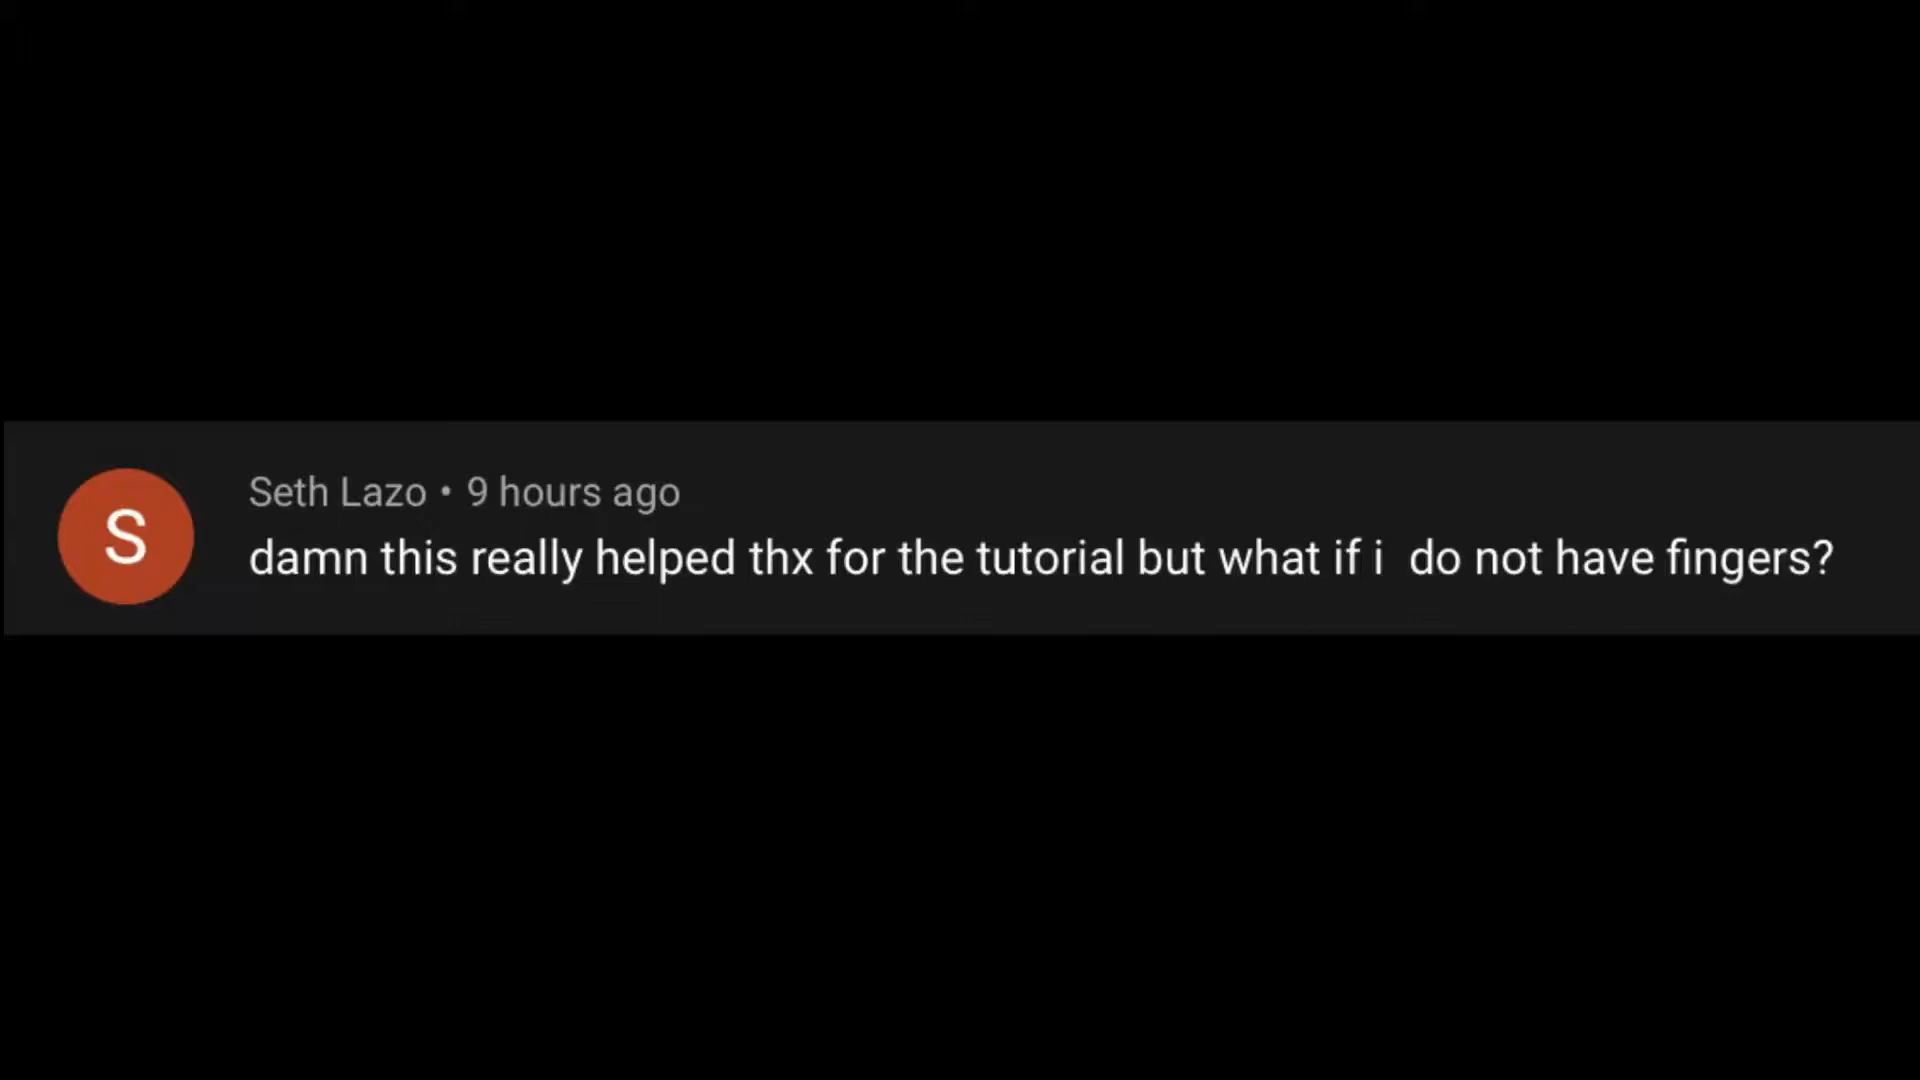 S
Seth Lazo • 9 hours ago
damn this really helped thx for the tutorial but what if i  do not have fingers?